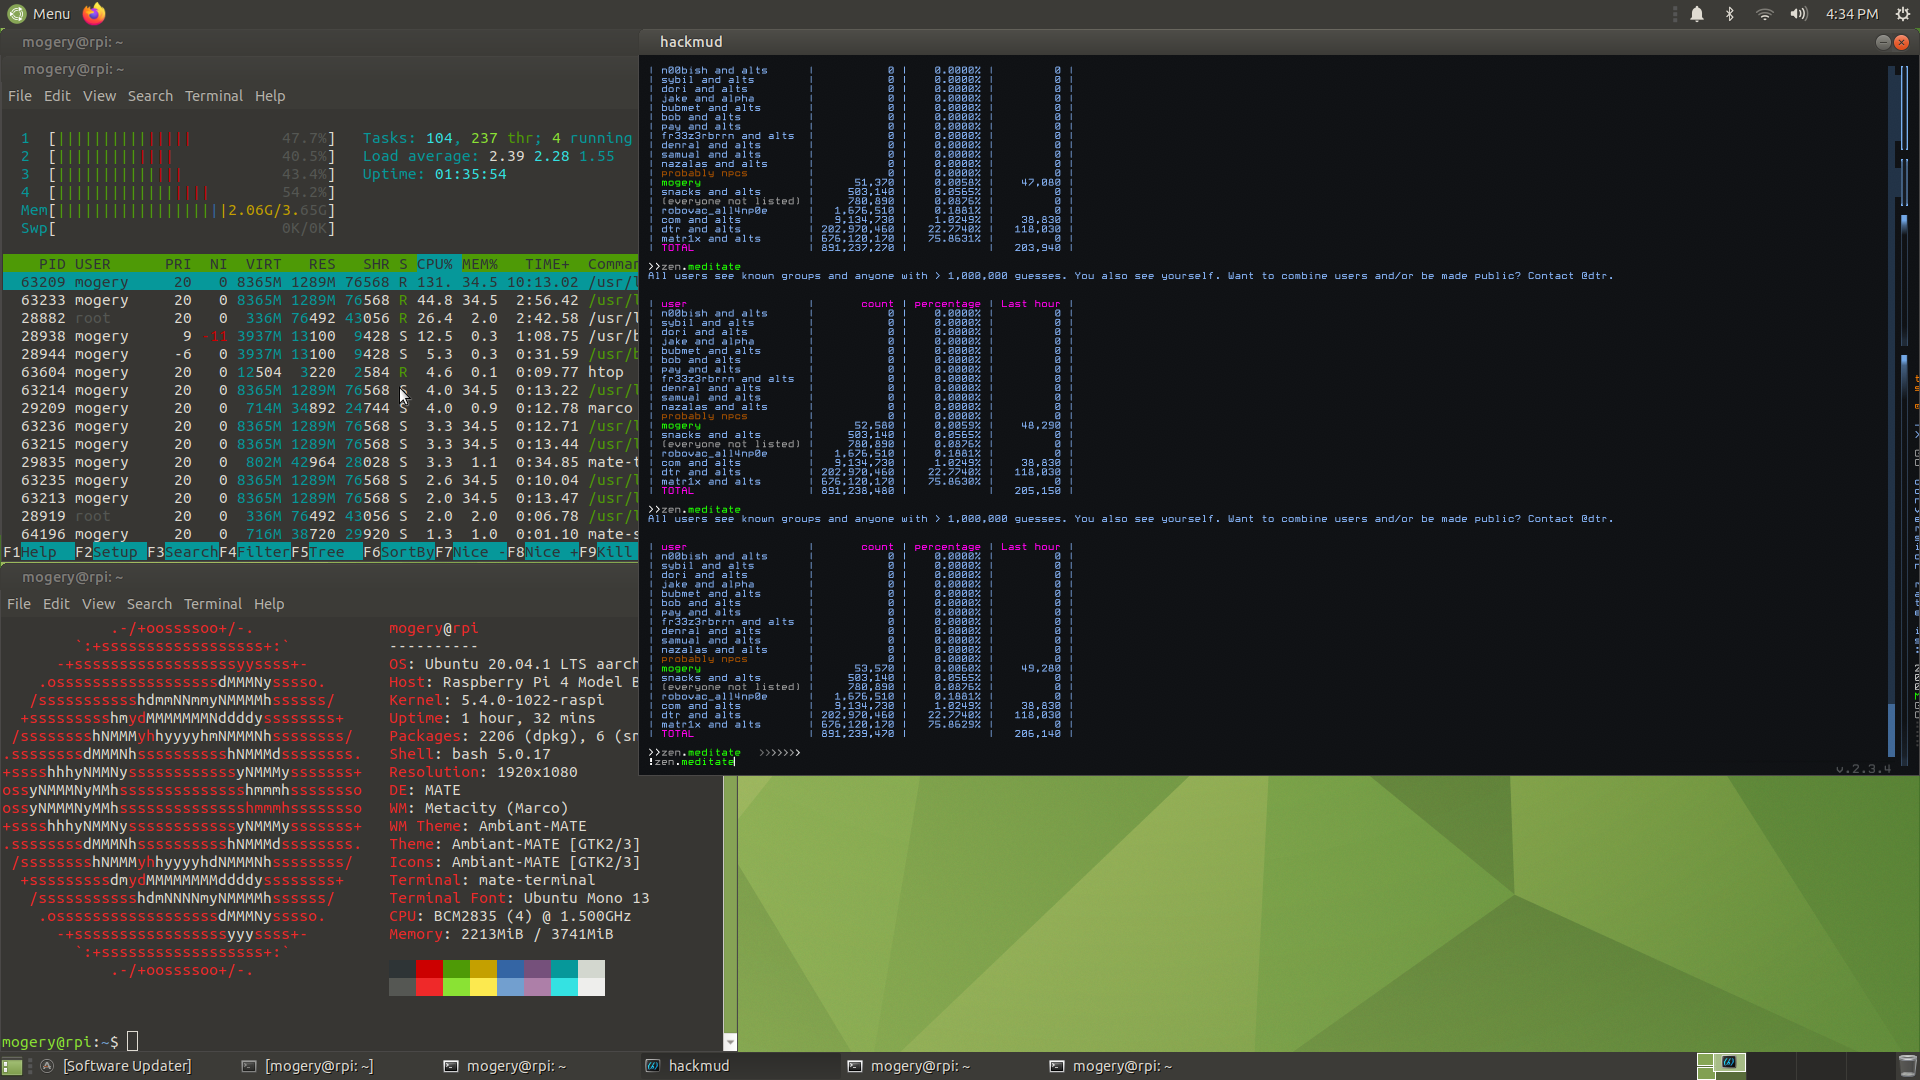 Menu
4:34 PM
mogery@rpi: ~
mogery@rpi: ~
File Edit View Search Terminal Help
1 [|||||||||||||||| 47.7%] Tasks: 104, 237 thr; 4 running
2 [|||||||||||||| 40.5%] Load average: 2.39 2.28 1.55
3 [||||||||||||||| 43.4%] Uptime: 01:35:54
4 [|||||||||||||||||| 54.2%]
Mem[||||||||||||||||||||2.06G/3.65G]
Swp[ 0K/0K]
PID USER PRI NI VIRT RES SHR S CPU% MEM% TIME+ Comman
63209 mogery 20 0 8365M 1289M 76568 R 131. 34.5 10:13.02 /usr/l
63233 mogery 20 0 8365M 1289M 76568 R 44.8 34.5 2:56.42 /usr/l
28882 root 20 0 336M 76492 43056 R 26.4 2.0 2:42.58 /usr/l
28938 mogery 9 -11 3937M 13100 9428 S 12.5 0.3 1:08.75 /usr/b
28944 mogery -6 0 3937M 13100 9428 S 5.3 0.3 0:31.59 /usr/b
63604 mogery 20 0 12504 3220 2584 R 4.6 0.1 0:09.77 htop
63214 mogery 20 0 8365M 1289M 76568 S 4.0 34.5 0:13.22 /usr/l
29209 mogery 20 0 714M 34892 24744 S 4.0 0.9 0:12.78 marco
63236 mogery 20 0 8365M 1289M 76568 S 3.3 34.5 0:12.71 /usr/l
63215 mogery 20 0 8365M 1289M 76568 S 3.3 34.5 0:13.44 /usr/l
29835 mogery 20 0 802M 42964 28028 S 3.3 1.1 0:34.85 mate-t
63235 mogery 20 0 8365M 1289M 76568 S 2.6 34.5 0:10.04 /usr/l
63213 mogery 20 0 8365M 1289M 76568 S 2.0 34.5 0:13.47 /usr/l
28919 root 20 0 336M 76492 43056 S 2.0 2.0 0:06.78 /usr/l
64196 mogery 20 0 716M 38720 29920 S 1.3 1.0 0:01.10 mate-s
F1Help F2Setup F3SearchF4FilterF5Tree F6SortByF7Nice -F8Nice +F9Kill
mogery@rpi: ~
File Edit View Search Terminal Help
.-/+oossssoo+/-.
`:+ssssssssssssssssss+:`
-+ssssssssssssssssssyyssss+-
.ossssssssssssssssssdMMMNysssso.
/ssssssssssshdmmNNmmyNMMMMhssssss/
+ssssssssshmydMMMMMMMNddddyssssssss+
/sssssssshNMMMyhhyyyyhmNMMMNhssssssss/
.ssssssssdMMMNhsssssssssshNMMMdssssssss.
+sssshhhyNMMNyssssssssssssyNMMMysssssss+
ossyNMMMNyMMhsssssssssssssshmmmhssssssso
ossyNMMMNyMMhsssssssssssssshmmmhssssssso
+sssshhhyNMMNyssssssssssssyNMMMysssssss+
.ssssssssdMMMNhsssssssssshNMMMdssssssss.
/sssssssshNMMMyhhyyyyhdNMMMNhssssssss/
+sssssssssdmydMMMMMMMMddddyssssssss+
/ssssssssssshdmNNNNmyNMMMMhssssss/
.ossssssssssssssssssdMMMNysssso.
-+sssssssssssssssssyyyssss+-
`:+ssssssssssssssssss+:`
.-/+oossssoo+/-.
mogery@rpi
----------
OS: Ubuntu 20.04.1 LTS aarch
Host: Raspberry Pi 4 Model B
Kernel: 5.4.0-1022-raspi
Uptime: 1 hour, 32 mins
Packages: 2206 (dpkg), 6 (sn
Shell: bash 5.0.17
Resolution: 1920x1080
DE: MATE
WM: Metacity (Marco)
WM Theme: Ambiant-MATE
Theme: Ambiant-MATE [GTK2/3]
Icons: Ambiant-MATE [GTK2/3]
Terminal: mate-terminal
Terminal Font: Ubuntu Mono 13
CPU: BCM2835 (4) @ 1.500GHz
Memory: 2213MiB / 3741MiB
mogery@rpi:~$
hackmud
| n00bish and alts | 0 | 0.0000% | 0 |
| sybil and alts | 0 | 0.0000% | 0 |
| dori and alts | 0 | 0.0000% | 0 |
| jake and alpha | 0 | 0.0000% | 0 |
| bubmet and alts | 0 | 0.0000% | 0 |
| bob and alts | 0 | 0.0000% | 0 |
| pay and alts | 0 | 0.0000% | 0 |
| fr33z3rbrrn and alts | 0 | 0.0000% | 0 |
| denral and alts | 0 | 0.0000% | 0 |
| samual and alts | 0 | 0.0000% | 0 |
| nazalas and alts | 0 | 0.0000% | 0 |
| probably npcs | 0 | 0.0000% | 0 |
| mogery | 51,370 | 0.0058% | 47,080 |
| snacks and alts | 503,140 | 0.0565% | 0 |
| (everyone not listed) | 780,890 | 0.0876% | 0 |
| robovac_all4np0e | 1,676,510 | 0.1881% | 0 |
| com and alts | 9,134,730 | 1.0249% | 38,830 |
| dtr and alts | 202,970,460 | 22.7740% | 118,030 |
| matr1x and alts | 676,120,170 | 75.8631% | 0 |
| TOTAL | 891,237,270 | | 203,940 |
>>zen.meditate
All users see known groups and anyone with > 1,000,000 guesses. You also see yourself. Want to combine users and/or be made public? Contact @dtr.
| user | count | percentage | Last hour |
| n00bish and alts | 0 | 0.0000% | 0 |
| sybil and alts | 0 | 0.0000% | 0 |
| dori and alts | 0 | 0.0000% | 0 |
| jake and alpha | 0 | 0.0000% | 0 |
| bubmet and alts | 0 | 0.0000% | 0 |
| bob and alts | 0 | 0.0000% | 0 |
| pay and alts | 0 | 0.0000% | 0 |
| fr33z3rbrrn and alts | 0 | 0.0000% | 0 |
| denral and alts | 0 | 0.0000% | 0 |
| samual and alts | 0 | 0.0000% | 0 |
| nazalas and alts | 0 | 0.0000% | 0 |
| probably npcs | 0 | 0.0000% | 0 |
| mogery | 52,580 | 0.0059% | 48,290 |
| snacks and alts | 503,140 | 0.0565% | 0 |
| (everyone not listed) | 780,890 | 0.0876% | 0 |
| robovac_all4np0e | 1,676,510 | 0.1881% | 0 |
| com and alts | 9,134,730 | 1.0249% | 38,830 |
| dtr and alts | 202,970,460 | 22.7740% | 118,030 |
| matr1x and alts | 676,120,170 | 75.8630% | 0 |
| TOTAL | 891,238,480 | | 205,150 |
>>zen.meditate
All users see known groups and anyone with > 1,000,000 guesses. You also see yourself. Want to combine users and/or be made public? Contact @dtr.
| user | count | percentage | Last hour |
| n00bish and alts | 0 | 0.0000% | 0 |
| sybil and alts | 0 | 0.0000% | 0 |
| dori and alts | 0 | 0.0000% | 0 |
| jake and alpha | 0 | 0.0000% | 0 |
| bubmet and alts | 0 | 0.0000% | 0 |
| bob and alts | 0 | 0.0000% | 0 |
| pay and alts | 0 | 0.0000% | 0 |
| fr33z3rbrrn and alts | 0 | 0.0000% | 0 |
| denral and alts | 0 | 0.0000% | 0 |
| samual and alts | 0 | 0.0000% | 0 |
| nazalas and alts | 0 | 0.0000% | 0 |
| probably npcs | 0 | 0.0000% | 0 |
| mogery | 53,570 | 0.0060% | 49,280 |
| snacks and alts | 503,140 | 0.0565% | 0 |
| (everyone not listed) | 780,890 | 0.0876% | 0 |
| robovac_all4np0e | 1,676,510 | 0.1881% | 0 |
| com and alts | 9,134,730 | 1.0249% | 38,830 |
| dtr and alts | 202,970,460 | 22.7740% | 118,030 |
| matr1x and alts | 676,120,170 | 75.8629% | 0 |
| TOTAL | 891,239,470 | | 206,140 |
>>zen.meditate >>>>>>>
!zen.meditate
v.2.3.4
[Software Updater]
[mogery@rpi: ~]
mogery@rpi: ~
hackmud
mogery@rpi: ~
mogery@rpi: ~